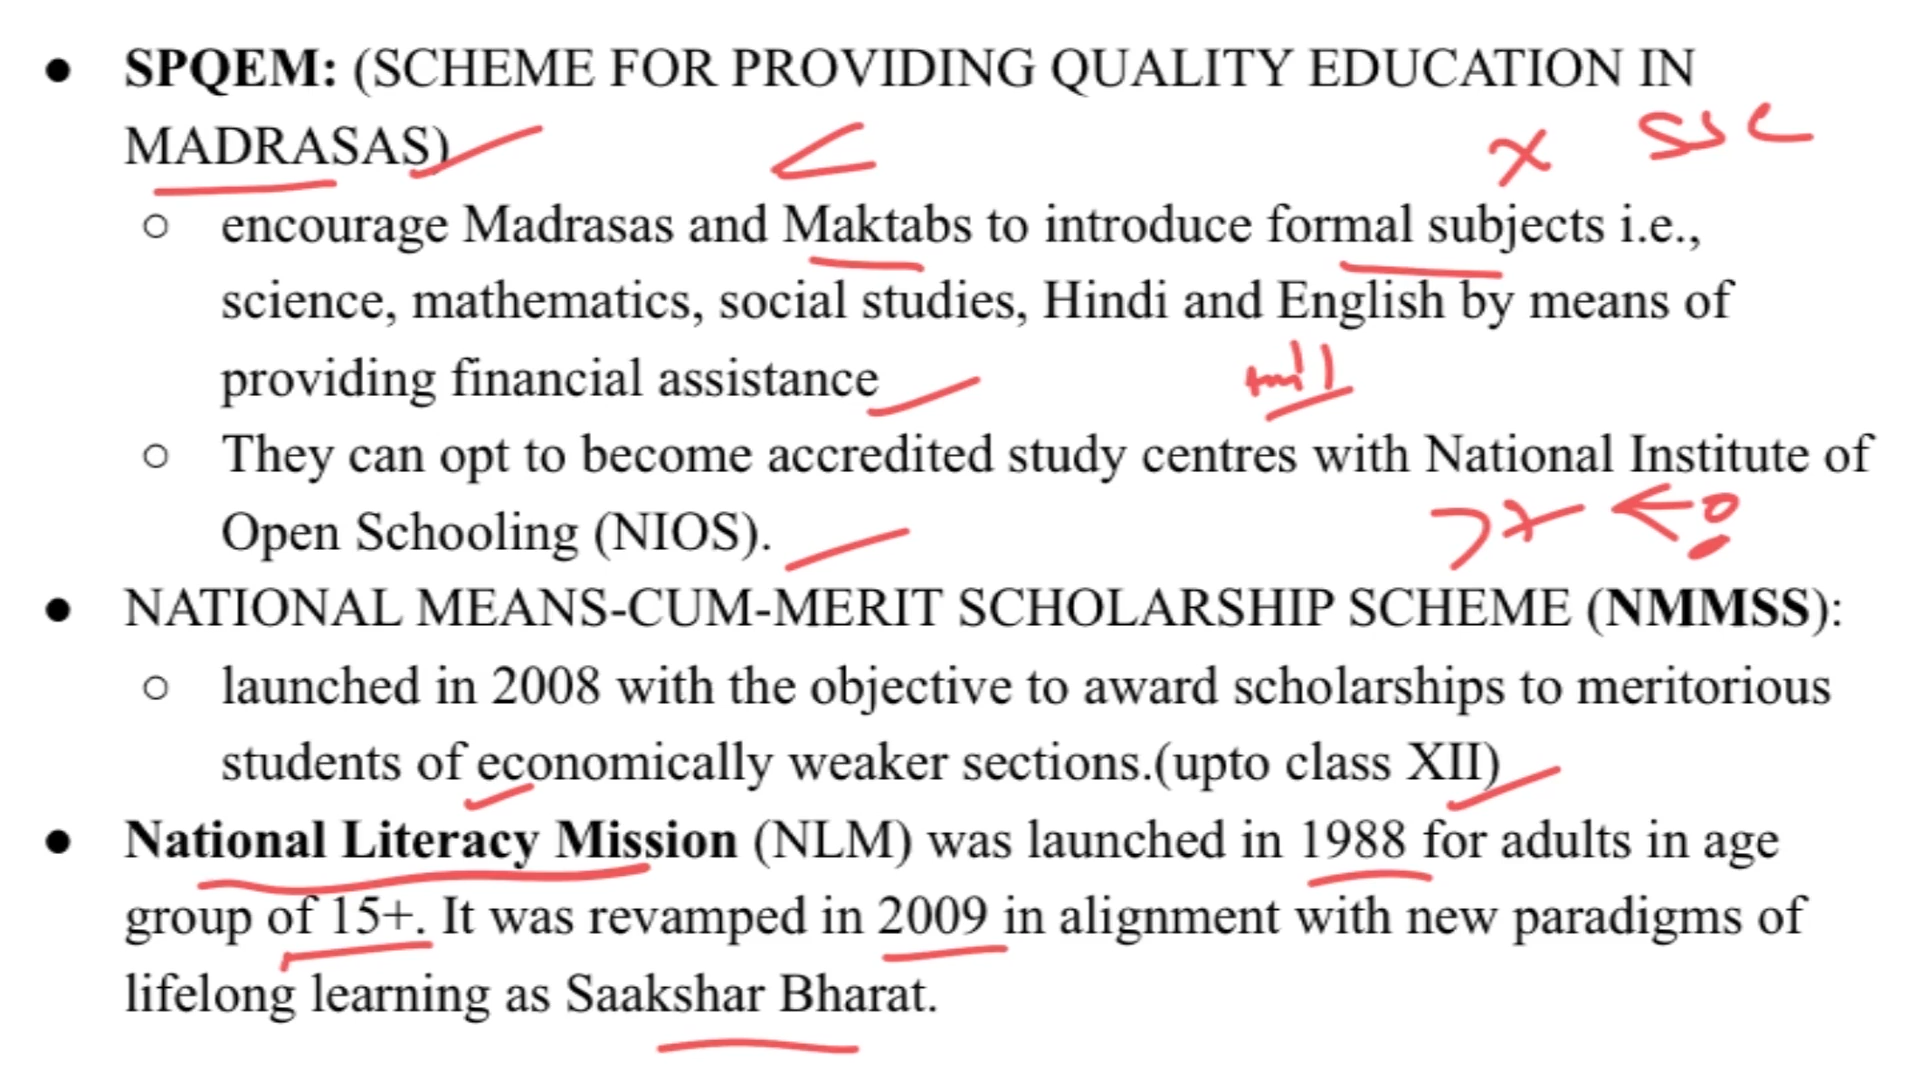 ● SPQEM: (SCHEME FOR PROVIDING QUALITY EDUCATION IN
MADRASAS)
○ encourage Madrasas and Maktabs to introduce formal subjects i.e.,
science, mathematics, social studies, Hindi and English by means of
providing financial assistance
○ They can opt to become accredited study centres with National Institute of
Open Schooling (NIOS).
● NATIONAL MEANS-CUM-MERIT SCHOLARSHIP SCHEME (NMMSS):
○ launched in 2008 with the objective to award scholarships to meritorious
students of economically weaker sections.(upto class XII)
● National Literacy Mission (NLM) was launched in 1988 for adults in age
group of 15+. It was revamped in 2009 in alignment with new paradigms of
lifelong learning as Saakshar Bharat.